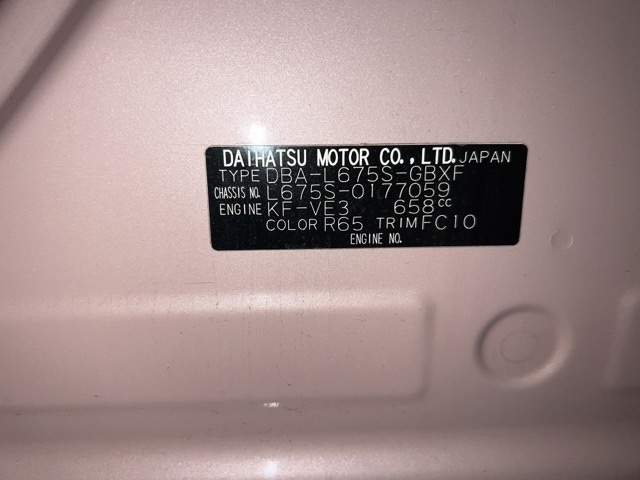 DAIHATSU MOTOR CO.,LTD. JAPAN
TYPE DBA-L675S-GBXF
CHASSIS NO. L675S-0177059
ENGINE KF-VE3 658cc
COLOR R65 TRIM FC10
ENGINE NO.